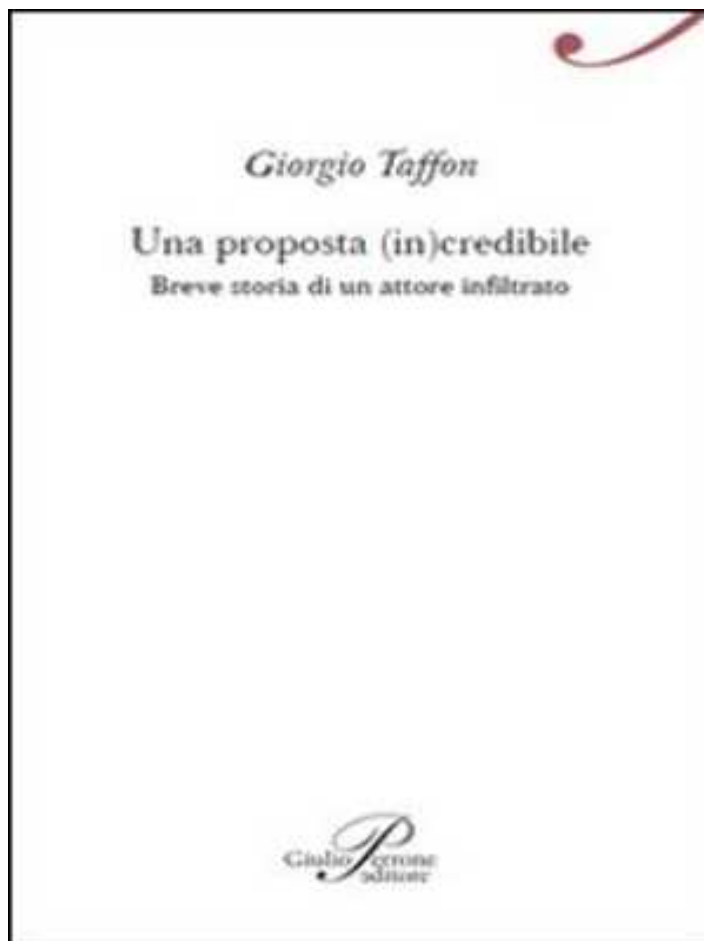 Giorgio Taffon
Una proposta (in)credibile
Breve storia di un attore infiltrato
Giulio Perrone
Editore